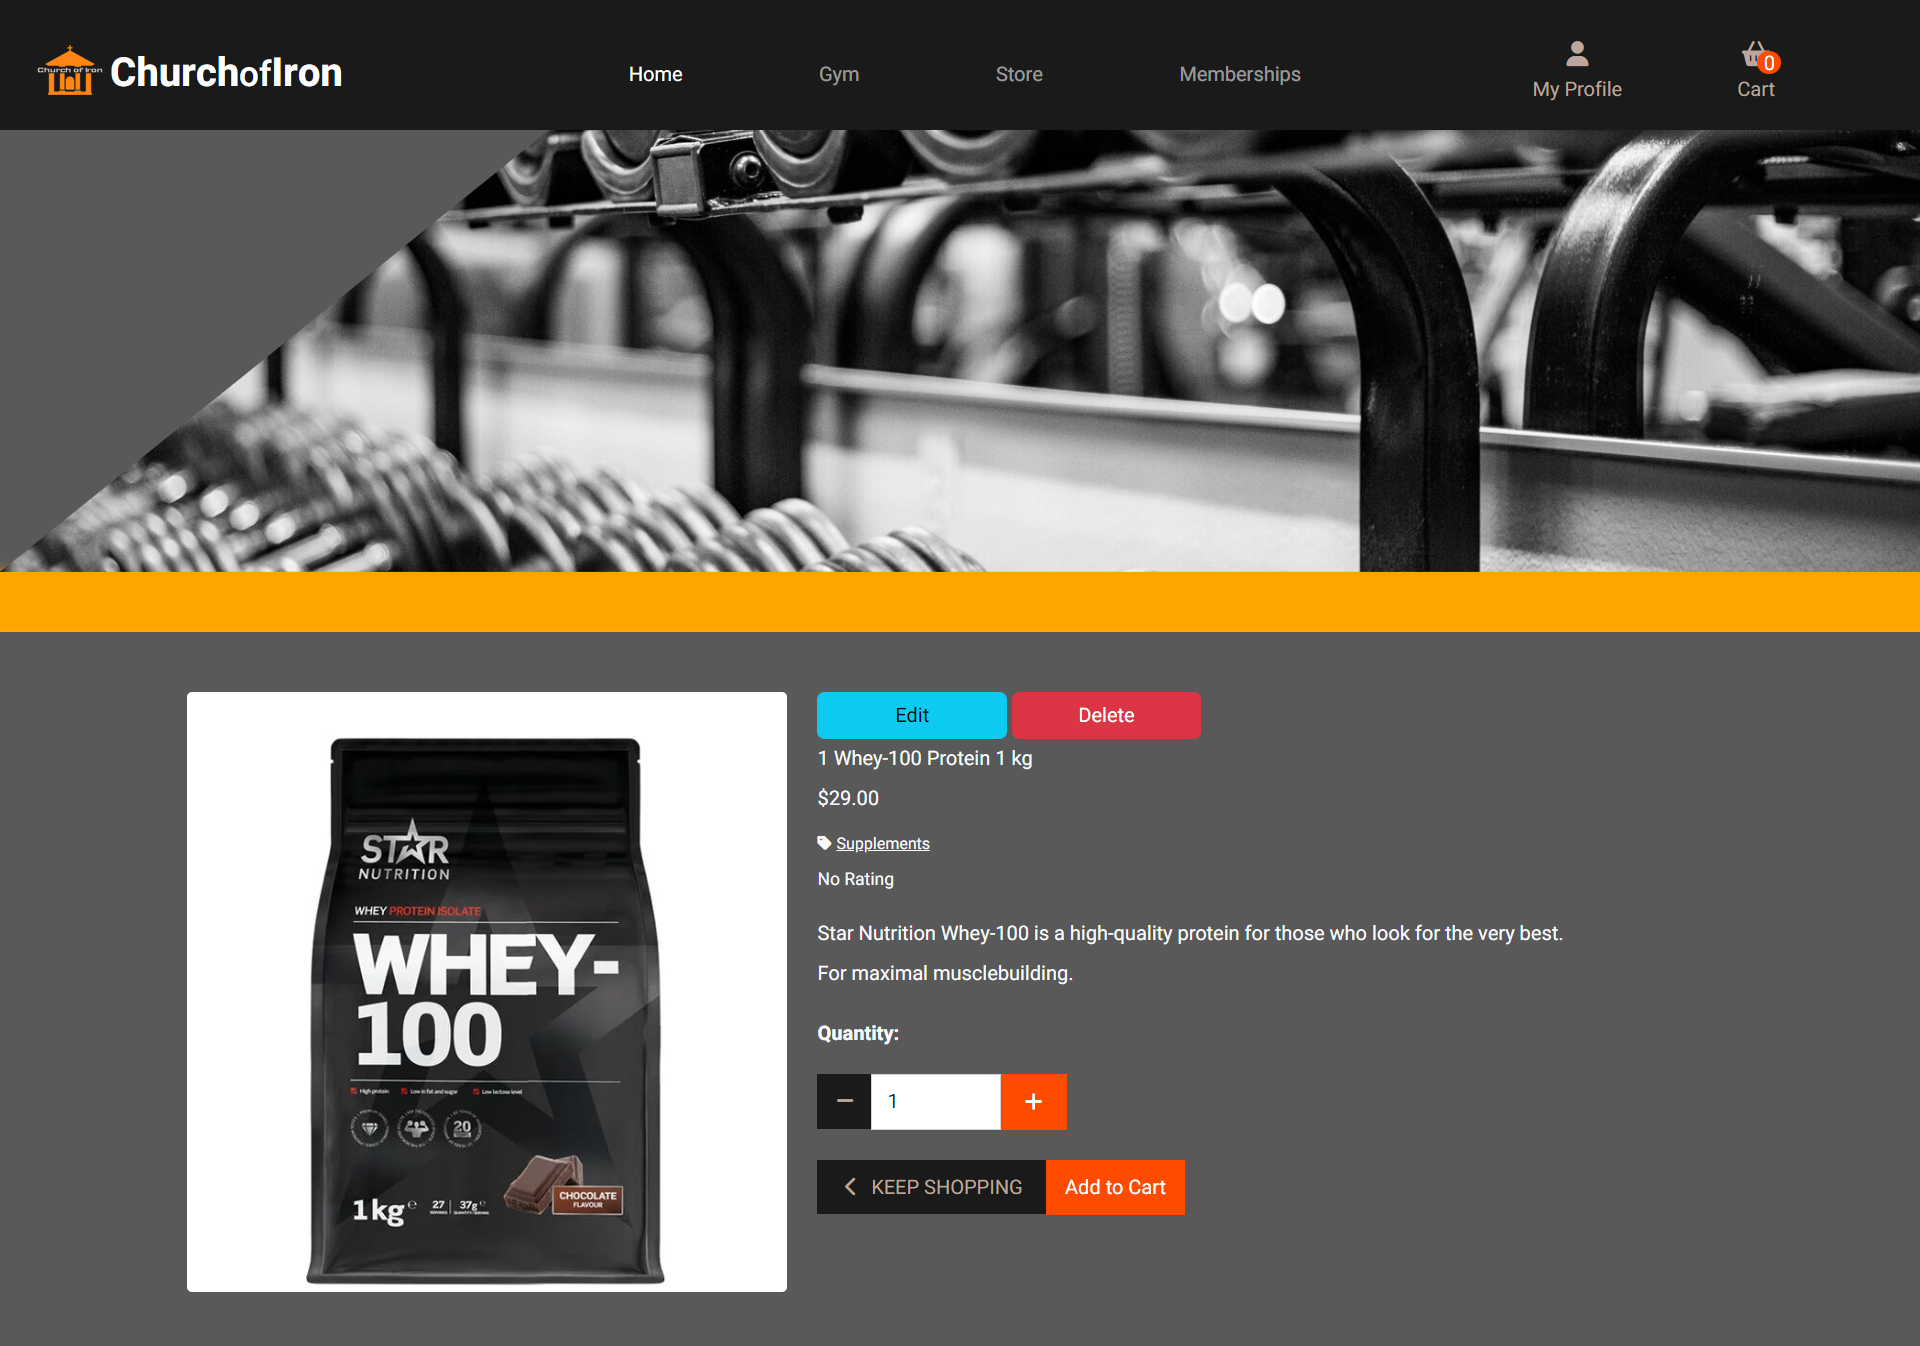 Church of Iron
ChurchofIron
Home
Gym
Store
Memberships
My Profile
0
Cart
Edit
Delete
1 Whey-100 Protein 1 kg
$29.00
Supplements
No Rating
Star Nutrition Whey-100 is a high-quality protein for those who look for the very best.
For maximal musclebuilding.
Quantity:
1
KEEP SHOPPING
Add to Cart
STAR
NUTRITION
WHEY PROTEIN ISOLATE
WHEY-
100
High protein
Low in fat and sugar
Low lactose level
20
1kg℮
27
37g℮
CHOCOLATE
FLAVOUR